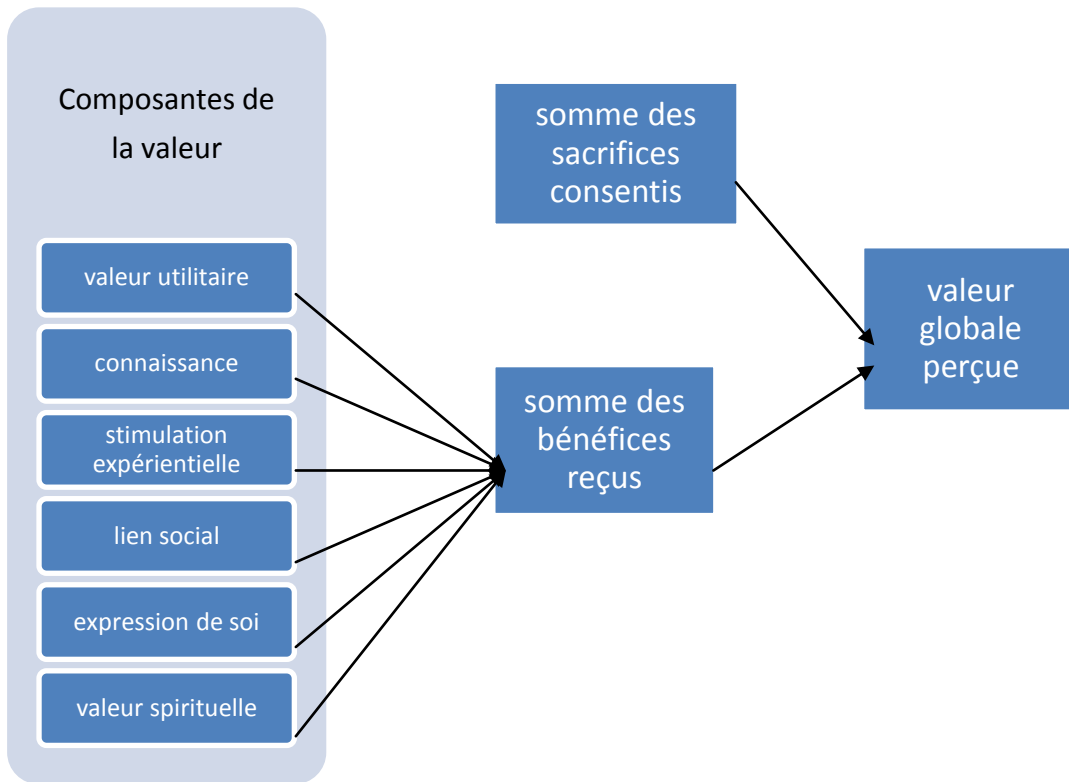 Composantes de
la valeur
valeur utilitaire
connaissance
stimulation
expérientielle
lien social
expression de soi
valeur spirituelle
somme des
sacrifices
consentis
somme des
bénéfices
reçus
valeur
globale
perçue